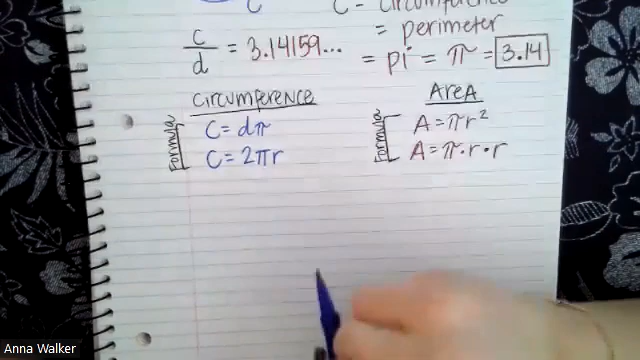 C C - Circumference
= perimeter
c/d = 3.14159...
= pi = π = 3.14
Circumference
AreA
Formula
C = dπ
C = 2πr
Formula
A = πr²
A = π·r·r
Anna Walker